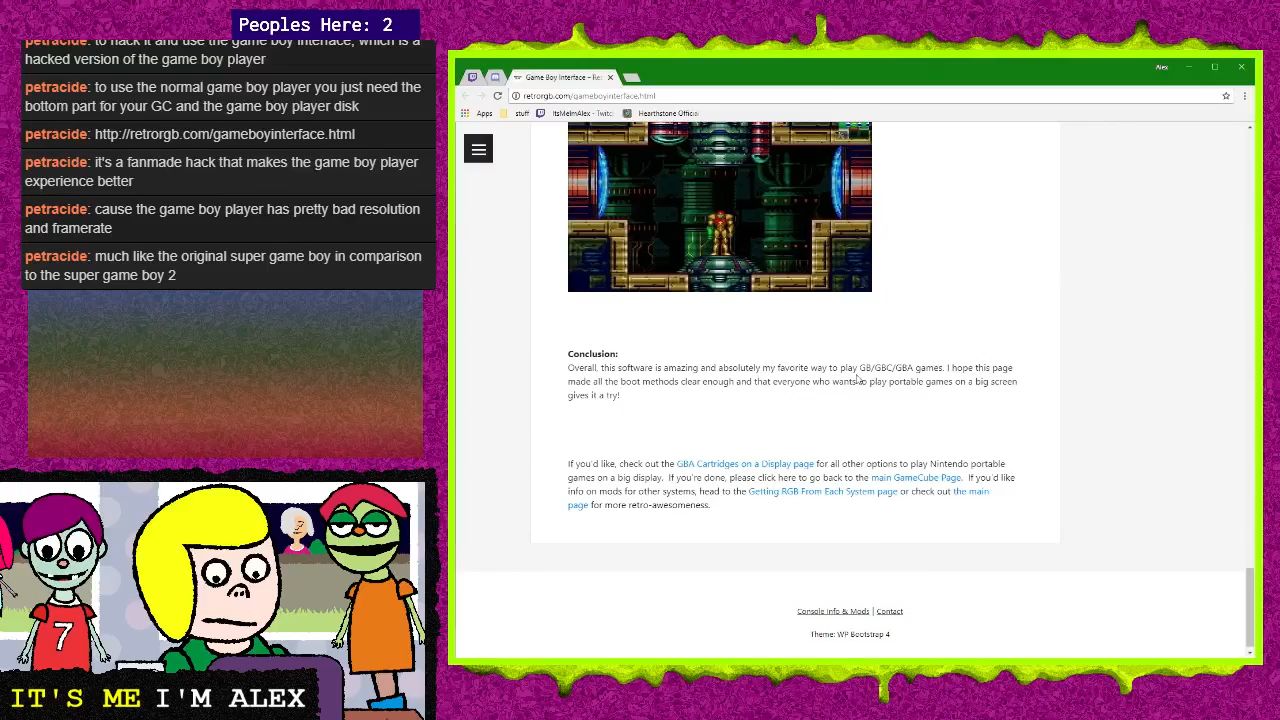 Peoples Here: 2
petracide: to hack it and use the game boy interface, which is a
hacked version of the game boy player
petracide: to use the normal game boy player you just need the
bottom part for your GC and the game boy player disk
petracide: http://retrorgb.com/gameboyinterface.html
petracide: it's a fanmade hack that makes the game boy player
experience better
petracide: cause the game boy player has pretty bad resolution
and framerate
petracide: much like the original super game boy in comparison
to the super game boy 2
7
IT'S ME I'M ALEX
Game Boy Interface – Re
Alex
retrorgb.com/gameboyinterface.html
Apps stuff ItsMeImAlex - Twitc Hearthstone Officia
Conclusion:
Overall, this software is amazing and absolutely my favorite way to play GB/GBC/GBA games. I hope this page
made all the boot methods clear enough and that everyone who wants to play portable games on a big screen
gives it a try!
If you'd like, check out the GBA Cartridges on a Display page for all other options to play Nintendo portable
games on a big display. If you're done, please click here to go back to the main GameCube Page. If you'd like
info on mods for other systems, head to the Getting RGB From Each System page or check out the main
page for more retro-awesomeness.
Console Info & Mods | Contact
Theme: WP Bootstrap 4